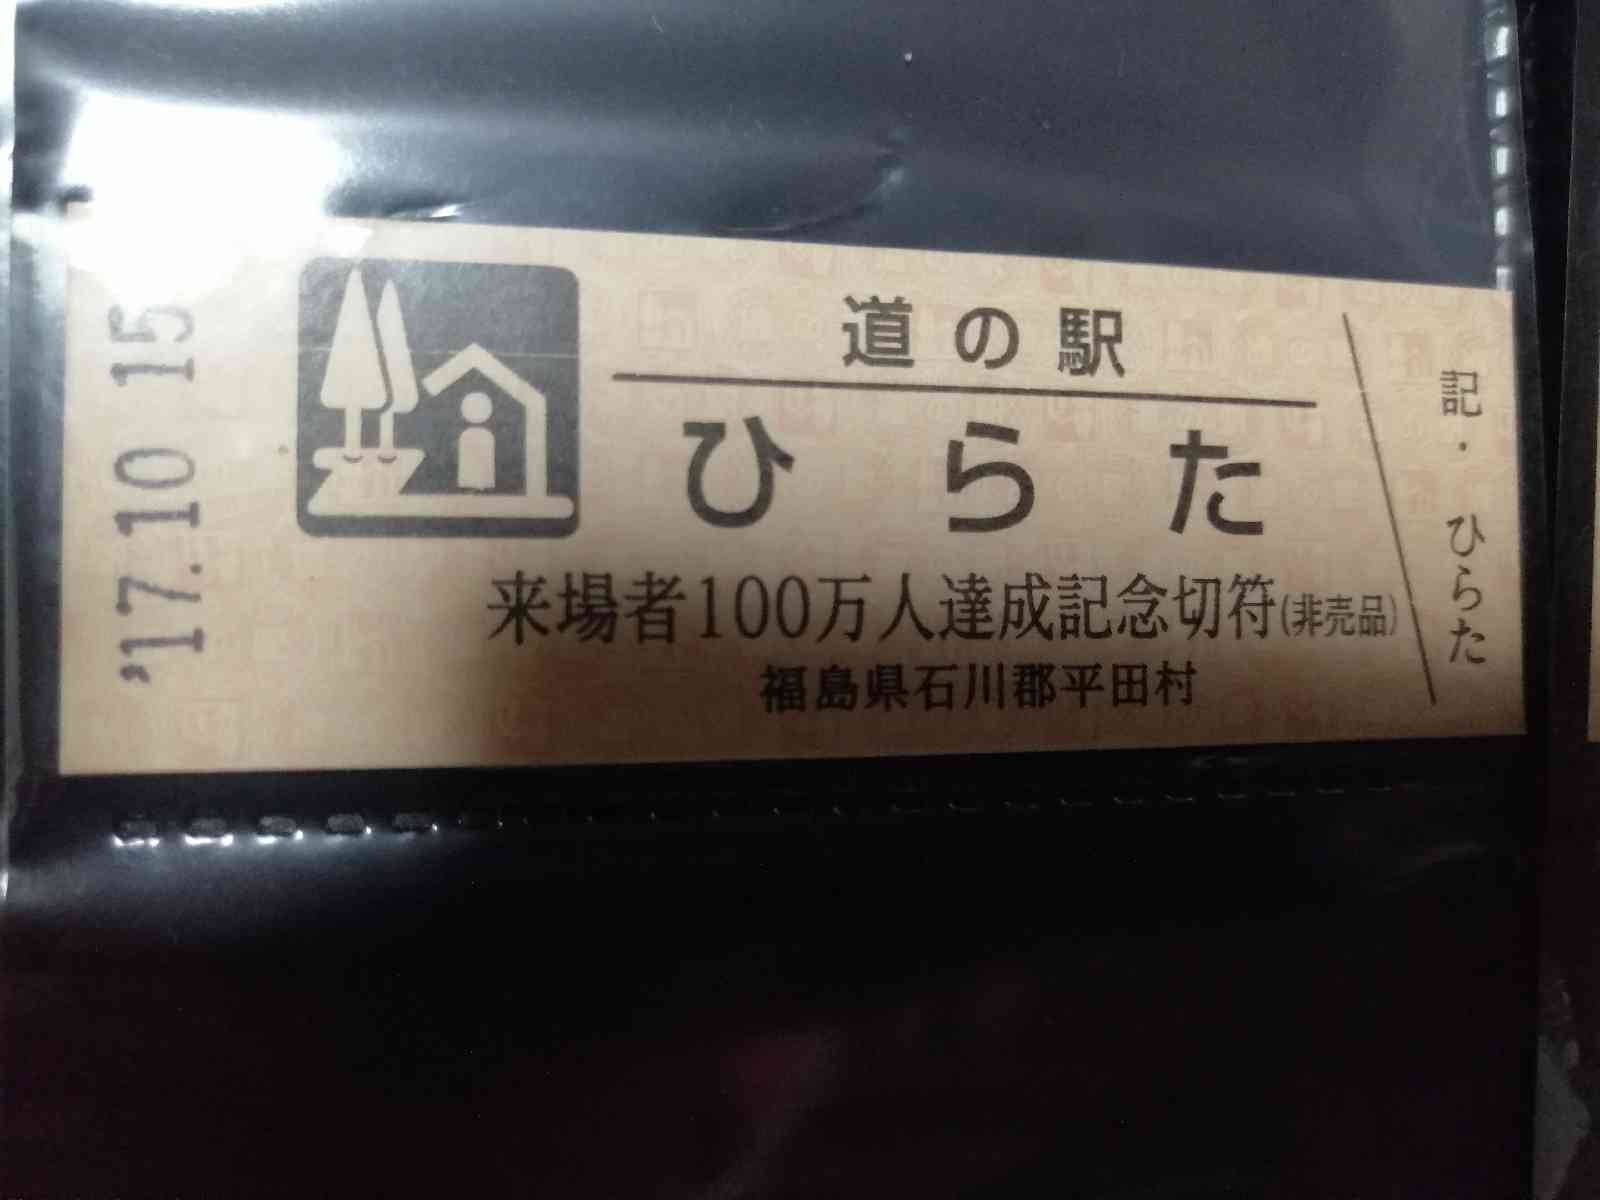 '17.10 15
道の駅
ひらた
来場者100万人達成記念切符(非売品)
福島県石川郡平田村
記・ひらた